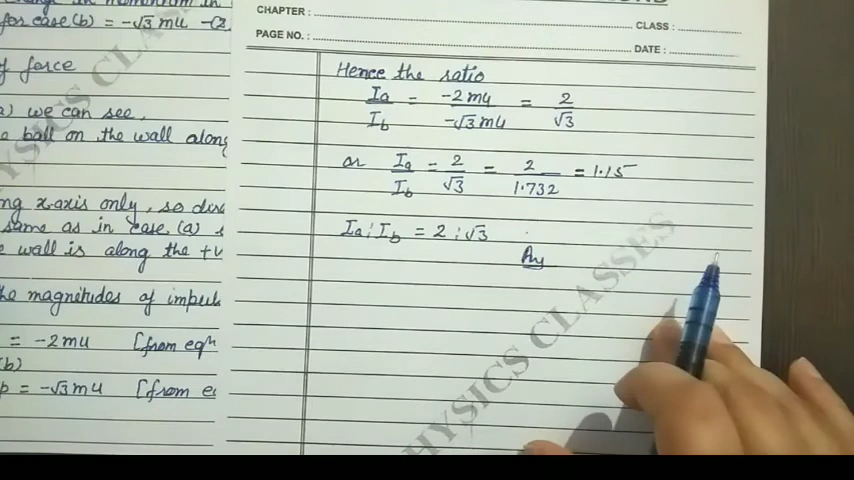 for case (b) = -√3 mu -(2.
of force
a) we can see,
e ball on the wall along
ng x-axis only, so dire
same as in case (a)
e wall is along the +v
he magnitudes of impuls
= -2mu [from eqn
(b)
p = -√3 mu [from e
CHAPTER :
CLASS :
PAGE NO. :
DATE :
Hence the ratio
Ia/Ib = -2mu/-√3mu = 2/√3
or Ia/Ib = 2/√3 = 2/1.732 = 1.15
Ia : Ib = 2 : √3
Ans
PHYSICS CLASSES